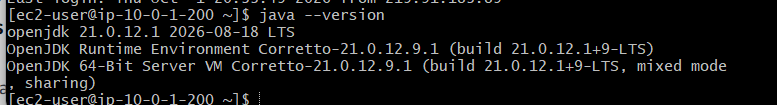 [ec2-user@ip-10-0-1-200 ~]$ java --version
openjdk 21.0.12.1 2026-08-18 LTS
OpenJDK Runtime Environment Corretto-21.0.12.9.1 (build 21.0.12.1+9-LTS)
OpenJDK 64-Bit Server VM Corretto-21.0.12.9.1 (build 21.0.12.1+9-LTS, mixed mode
, sharing)
[ec2-user@ip-10-0-1-200 ~]$